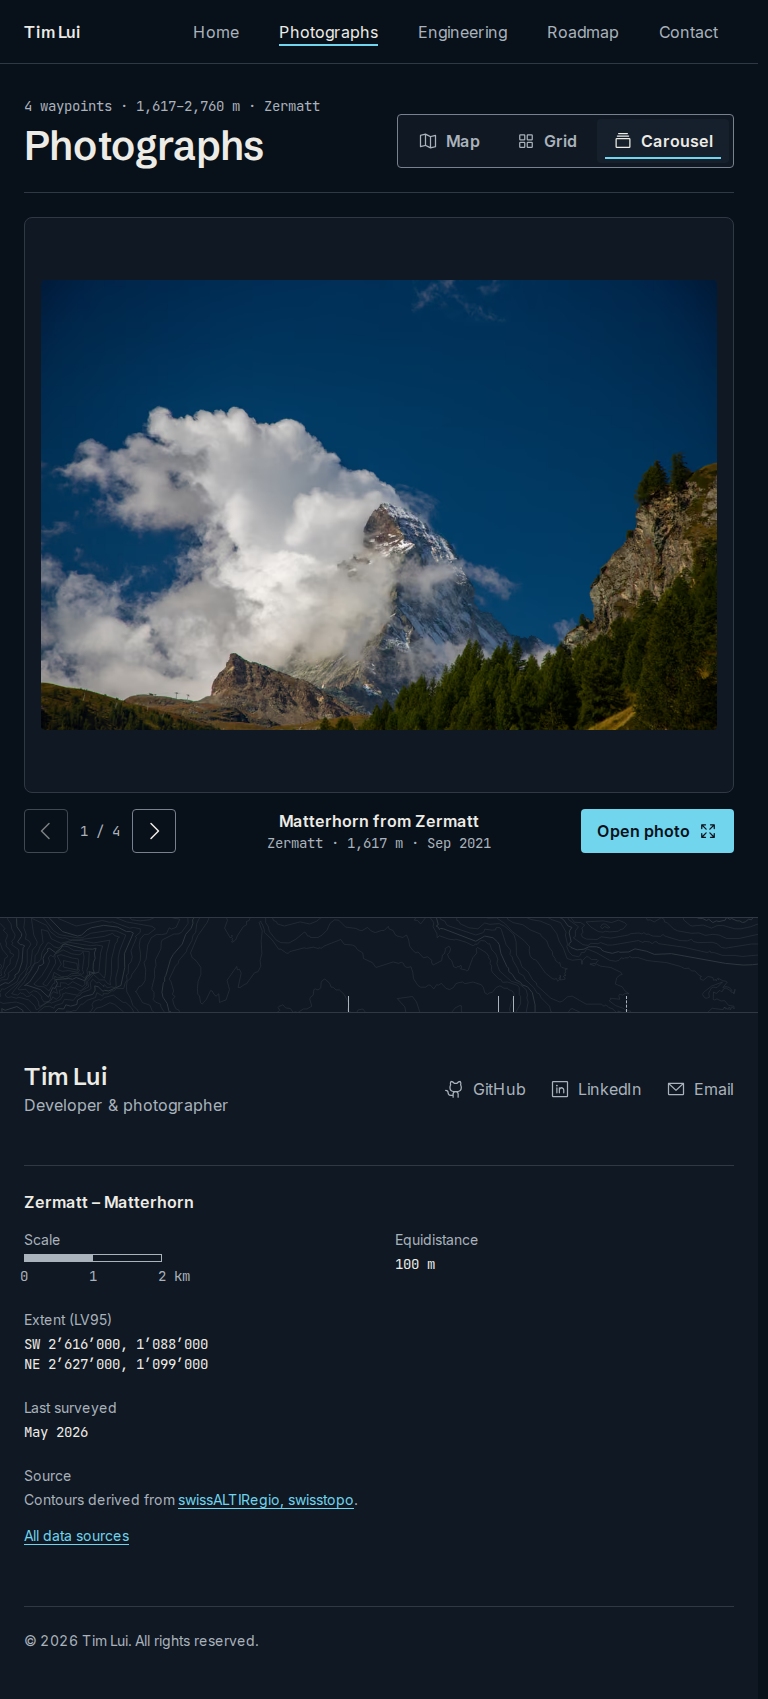 Tim Lui
Home Photographs Engineering Roadmap Contact
4 waypoints · 1,617–2,760 m · Zermatt
Photographs
Map Grid Carousel
1 / 4
Matterhorn from Zermatt
Zermatt · 1,617 m · Sep 2021
Open photo
Tim Lui
Developer & photographer
GitHub LinkedIn Email
Zermatt – Matterhorn
Scale
0 1 2 km
Equidistance
100 m
Extent (LV95)
SW 2’616’000, 1’088’000
NE 2’627’000, 1’099’000
Last surveyed
May 2026
Source
Contours derived from swissALTIRegio, swisstopo.
All data sources
© 2026 Tim Lui. All rights reserved.